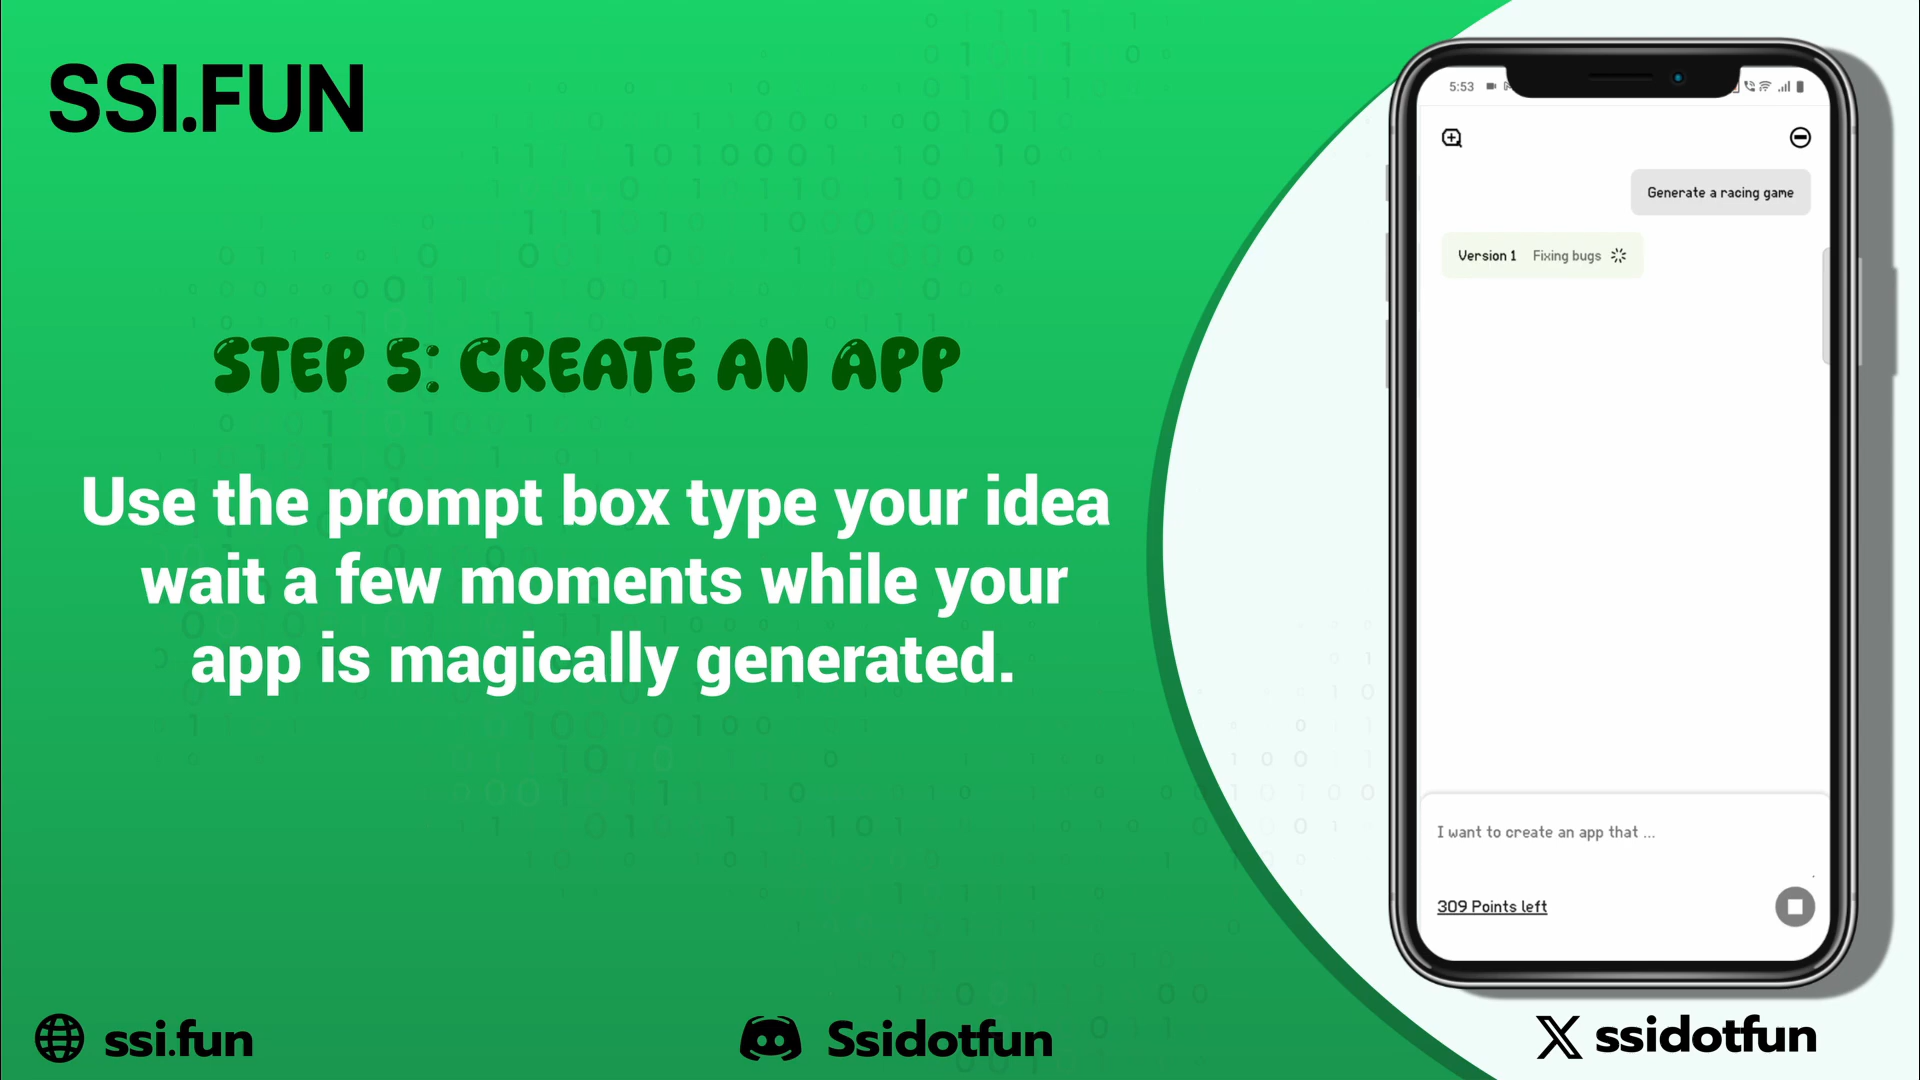 SSI.FUN
STEP 5: CREATE AN APP
Use the prompt box type your idea
wait a few moments while your
app is magically generated.
5:53
Generate a racing game
Version 1 Fixing bugs
I want to create an app that ...
309 Points left
ssi.fun
Ssidotfun
ssidotfun